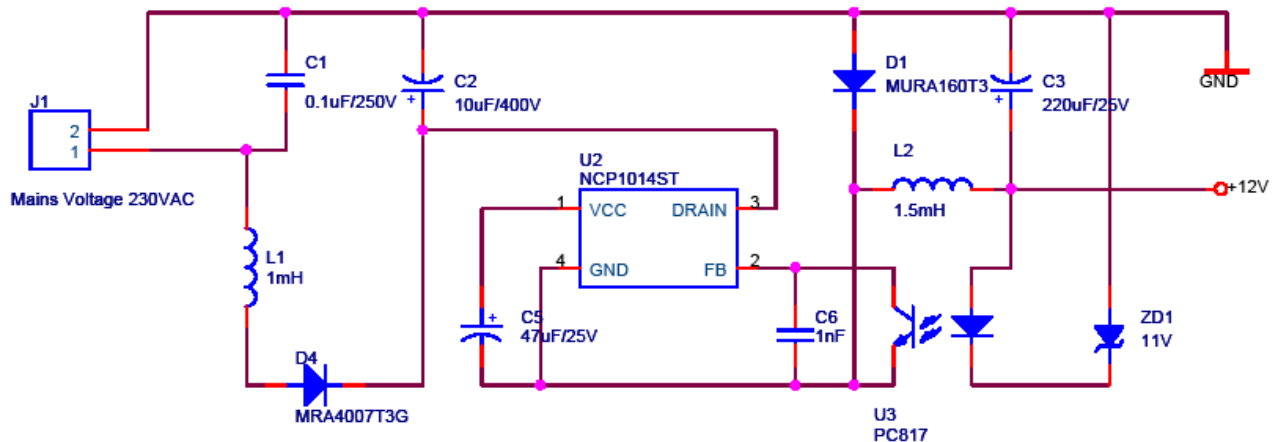 J1
2
1
Mains Voltage 230VAC
C1
0.1uF/250V
C2
10uF/400V
L1
1mH
D4
MRA4007T3G
U2
NCP1014ST
1
VCC
DRAIN
3
4
GND
FB
2
C5
47uF/25V
C6
1nF
D1
MURA160T3
C3
220uF/25V
L2
1.5mH
GND
+12V
ZD1
11V
U3
PC817
+
+
+